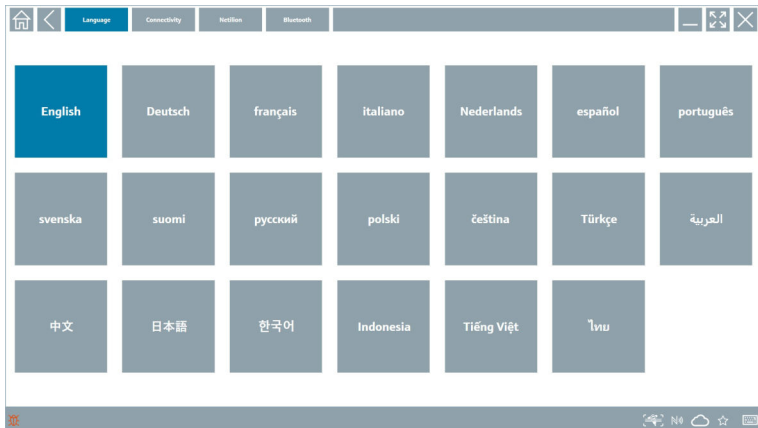 Language Connectivity Netilion Bluetooth
English Deutsch français italiano Nederlands español português
svenska suomi русский polski čeština Türkçe العربية
中文 日本語 한국어 Indonesia Tiếng Việt ไทย